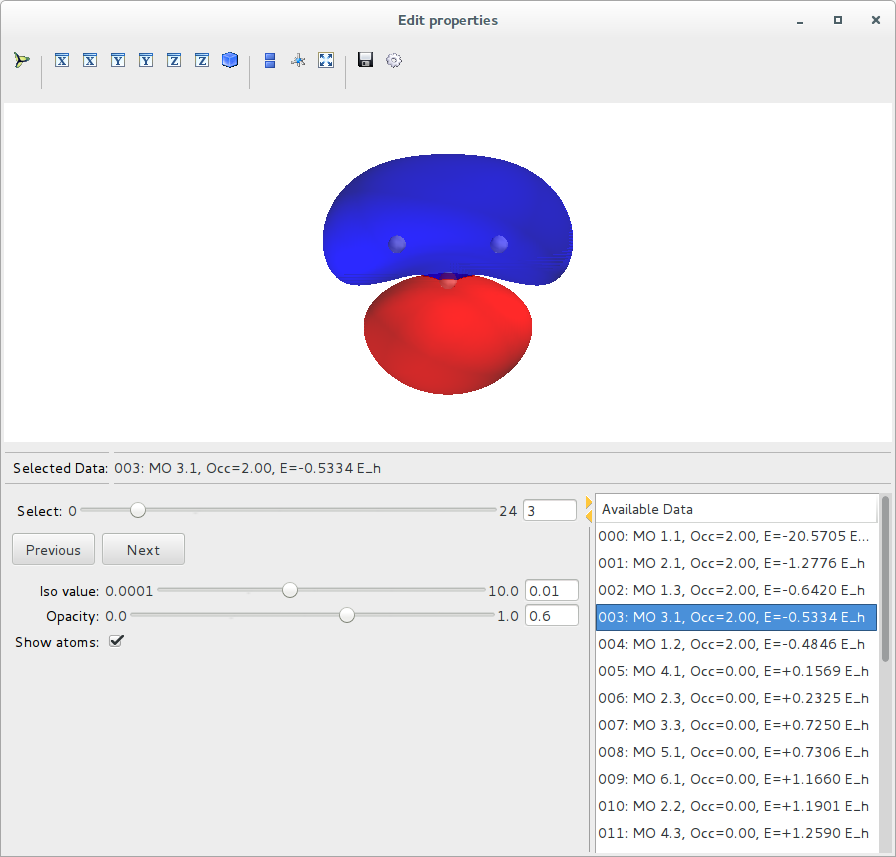 Edit properties
X X Y Y Z Z
Selected Data: 003: MO 3.1, Occ=2.00, E=-0.5334 E_h
Select: 0 24 3
Previous Next
Iso value: 0.0001 10.0 0.01
Opacity: 0.0 1.0 0.6
Show atoms:
Available Data
000: MO 1.1, Occ=2.00, E=-20.5705 E...
001: MO 2.1, Occ=2.00, E=-1.2776 E_h
002: MO 1.3, Occ=2.00, E=-0.6420 E_h
003: MO 3.1, Occ=2.00, E=-0.5334 E_h
004: MO 1.2, Occ=2.00, E=-0.4846 E_h
005: MO 4.1, Occ=0.00, E=+0.1569 E_h
006: MO 2.3, Occ=0.00, E=+0.2325 E_h
007: MO 3.3, Occ=0.00, E=+0.7250 E_h
008: MO 5.1, Occ=0.00, E=+0.7306 E_h
009: MO 6.1, Occ=0.00, E=+1.1660 E_h
010: MO 2.2, Occ=0.00, E=+1.1901 E_h
011: MO 4.3, Occ=0.00, E=+1.2590 E_h